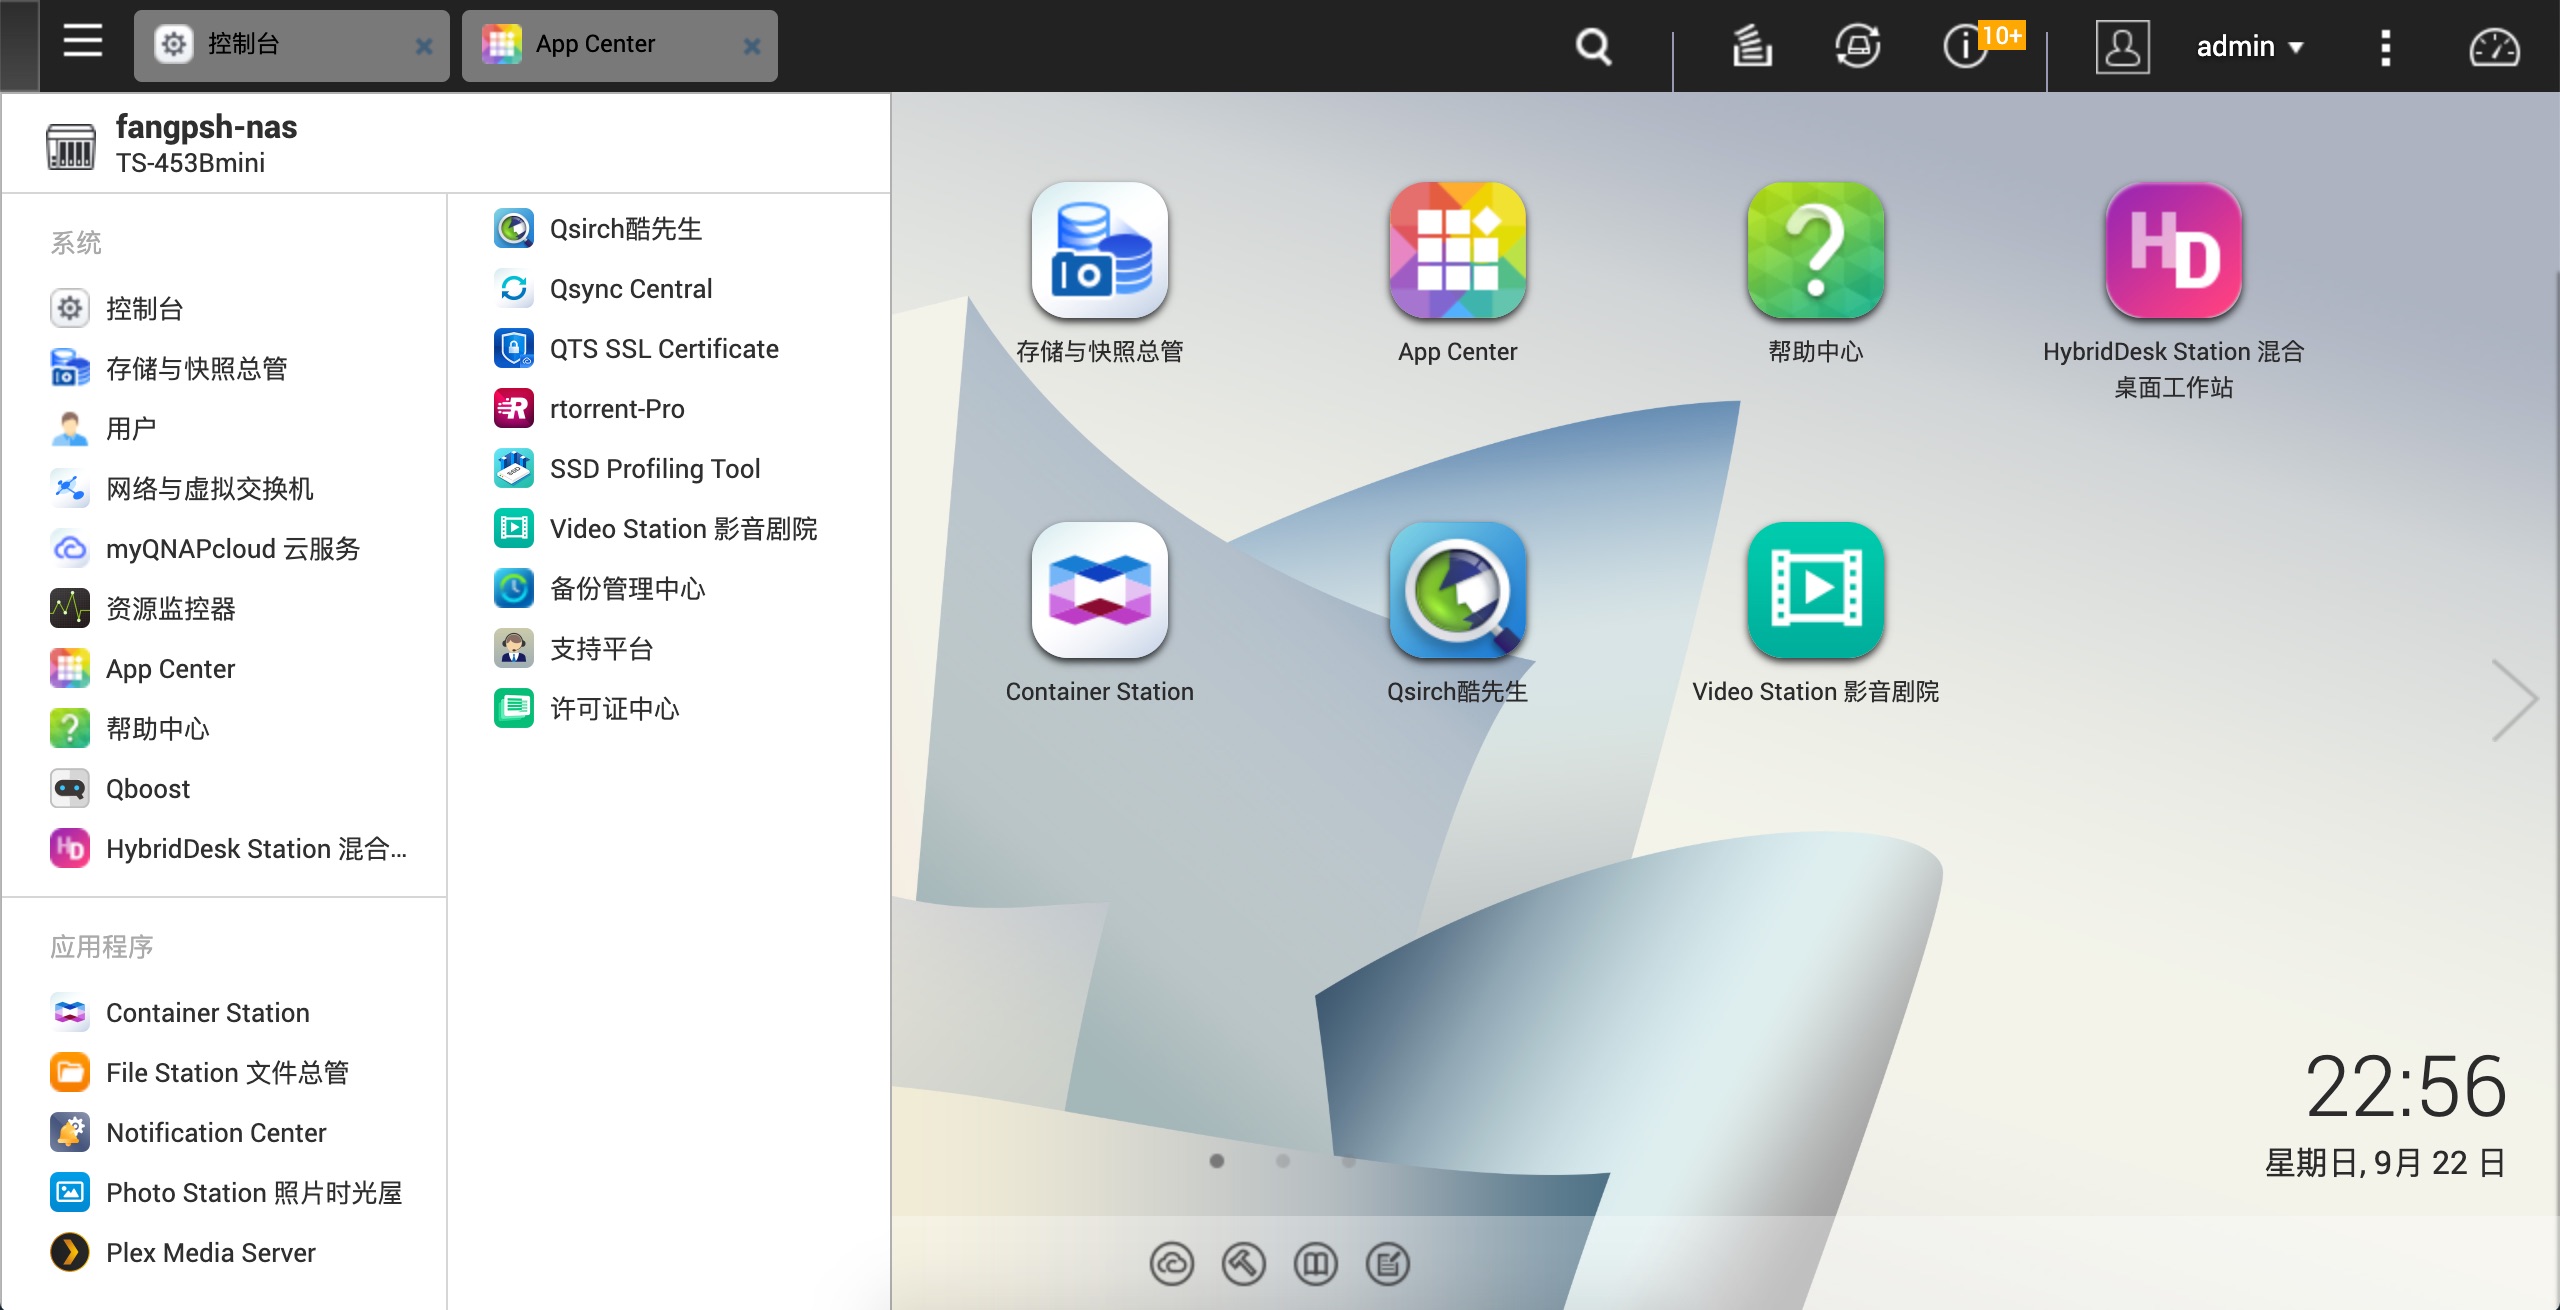 控制台
App Center
10+
admin
fangpsh-nas
TS-453Bmini
系统
控制台
存储与快照总管
用户
网络与虚拟交换机
myQNAPcloud 云服务
资源监控器
App Center
帮助中心
Qboost
HybridDesk Station 混合...
应用程序
Container Station
File Station 文件总管
Notification Center
Photo Station 照片时光屋
Plex Media Server
Qsirch酷先生
Qsync Central
QTS SSL Certificate
rtorrent-Pro
SSD Profiling Tool
Video Station 影音剧院
备份管理中心
支持平台
许可证中心
存储与快照总管
App Center
帮助中心
HybridDesk Station 混合
桌面工作站
Container Station
Qsirch酷先生
Video Station 影音剧院
22:56
星期日, 9月 22 日